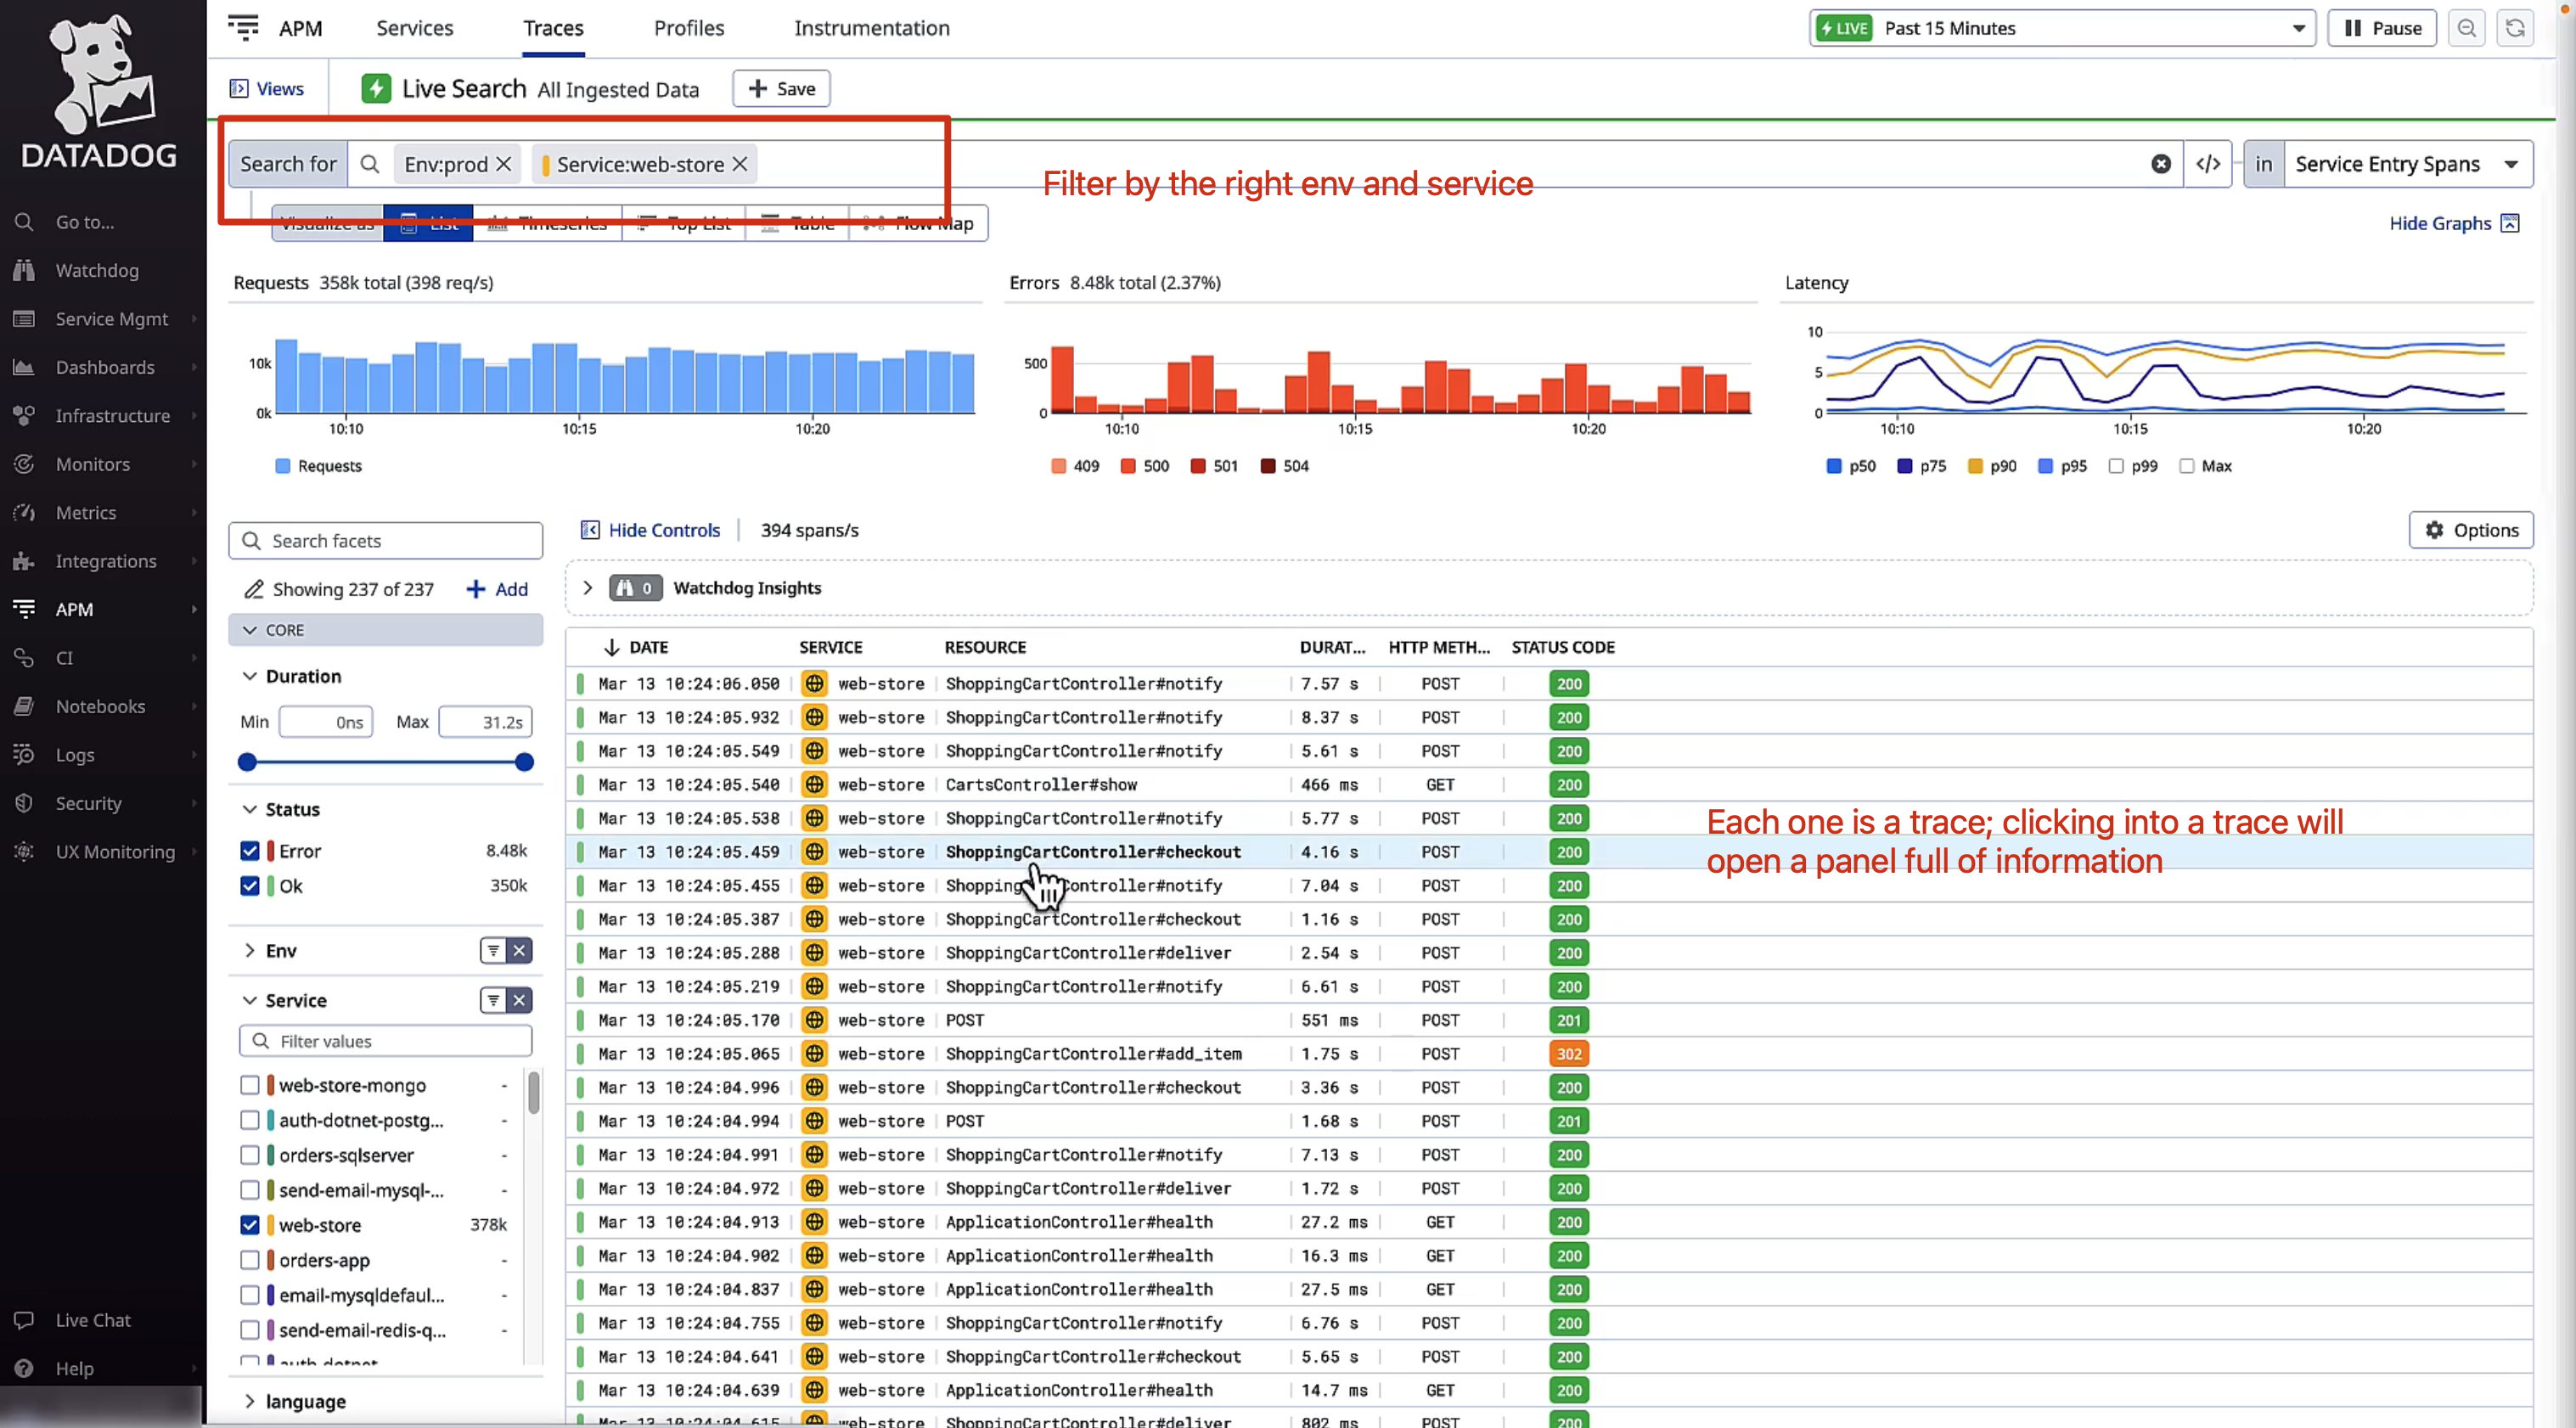 DATADOG
Go to...
Watchdog
Service Mgmt
Dashboards
Infrastructure
Monitors
Metrics
Integrations
APM
CI
Notebooks
Logs
Security
UX Monitoring
Live Chat
Help
APM Services Traces Profiles Instrumentation
LIVE Past 15 Minutes Pause
Views Live Search All Ingested Data + Save
Search for Env:prod Service:web-store </> in Service Entry Spans
Filter by the right env and service
Visualize as List Timeseries Top List Table Flow Map Hide Graphs
Requests 358k total (398 req/s)
10k
0k
10:10 10:15 10:20
Requests
Errors 8.48k total (2.37%)
500
0
10:10 10:15 10:20
409 500 501 504
Latency
10
5
0
10:10 10:15 10:20
p50 p75 p90 p95 p99 Max
Search facets
Showing 237 of 237 + Add
CORE
Duration
Min 0ns Max 31.2s
Status
Error 8.48k
Ok 350k
Env
Service
Filter values
web-store-mongo -
auth-dotnet-postg... -
orders-sqlserver -
send-email-mysql-... -
web-store 378k
orders-app -
email-mysqldefaul... -
send-email-redis-q... -
auth-dotnet
language
Hide Controls 394 spans/s Options
0 Watchdog Insights
DATE SERVICE RESOURCE DURAT... HTTP METH... STATUS CODE
Mar 13 10:24:06.050 web-store ShoppingCartController#notify 7.57 s POST 200
Mar 13 10:24:05.932 web-store ShoppingCartController#notify 8.37 s POST 200
Mar 13 10:24:05.549 web-store ShoppingCartController#notify 5.61 s POST 200
Mar 13 10:24:05.540 web-store CartsController#show 466 ms GET 200
Mar 13 10:24:05.538 web-store ShoppingCartController#notify 5.77 s POST 200
Mar 13 10:24:05.459 web-store ShoppingCartController#checkout 4.16 s POST 200
Mar 13 10:24:05.455 web-store ShoppingCartController#notify 7.04 s POST 200
Mar 13 10:24:05.387 web-store ShoppingCartController#checkout 1.16 s POST 200
Mar 13 10:24:05.288 web-store ShoppingCartController#deliver 2.54 s POST 200
Mar 13 10:24:05.219 web-store ShoppingCartController#notify 6.61 s POST 200
Mar 13 10:24:05.170 web-store POST 551 ms POST 201
Mar 13 10:24:05.065 web-store ShoppingCartController#add_item 1.75 s POST 302
Mar 13 10:24:04.996 web-store ShoppingCartController#checkout 3.36 s POST 200
Mar 13 10:24:04.994 web-store POST 1.68 s POST 201
Mar 13 10:24:04.991 web-store ShoppingCartController#notify 7.13 s POST 200
Mar 13 10:24:04.972 web-store ShoppingCartController#deliver 1.72 s POST 200
Mar 13 10:24:04.913 web-store ApplicationController#health 27.2 ms GET 200
Mar 13 10:24:04.902 web-store ApplicationController#health 16.3 ms GET 200
Mar 13 10:24:04.837 web-store ApplicationController#health 27.5 ms GET 200
Mar 13 10:24:04.755 web-store ShoppingCartController#notify 6.76 s POST 200
Mar 13 10:24:04.641 web-store ShoppingCartController#checkout 5.65 s POST 200
Mar 13 10:24:04.639 web-store ApplicationController#health 14.7 ms GET 200
Mar 13 10:24:04.615 web-store ShoppingCartController#deliver 802 ms POST 200
Each one is a trace; clicking into a trace will
open a panel full of information